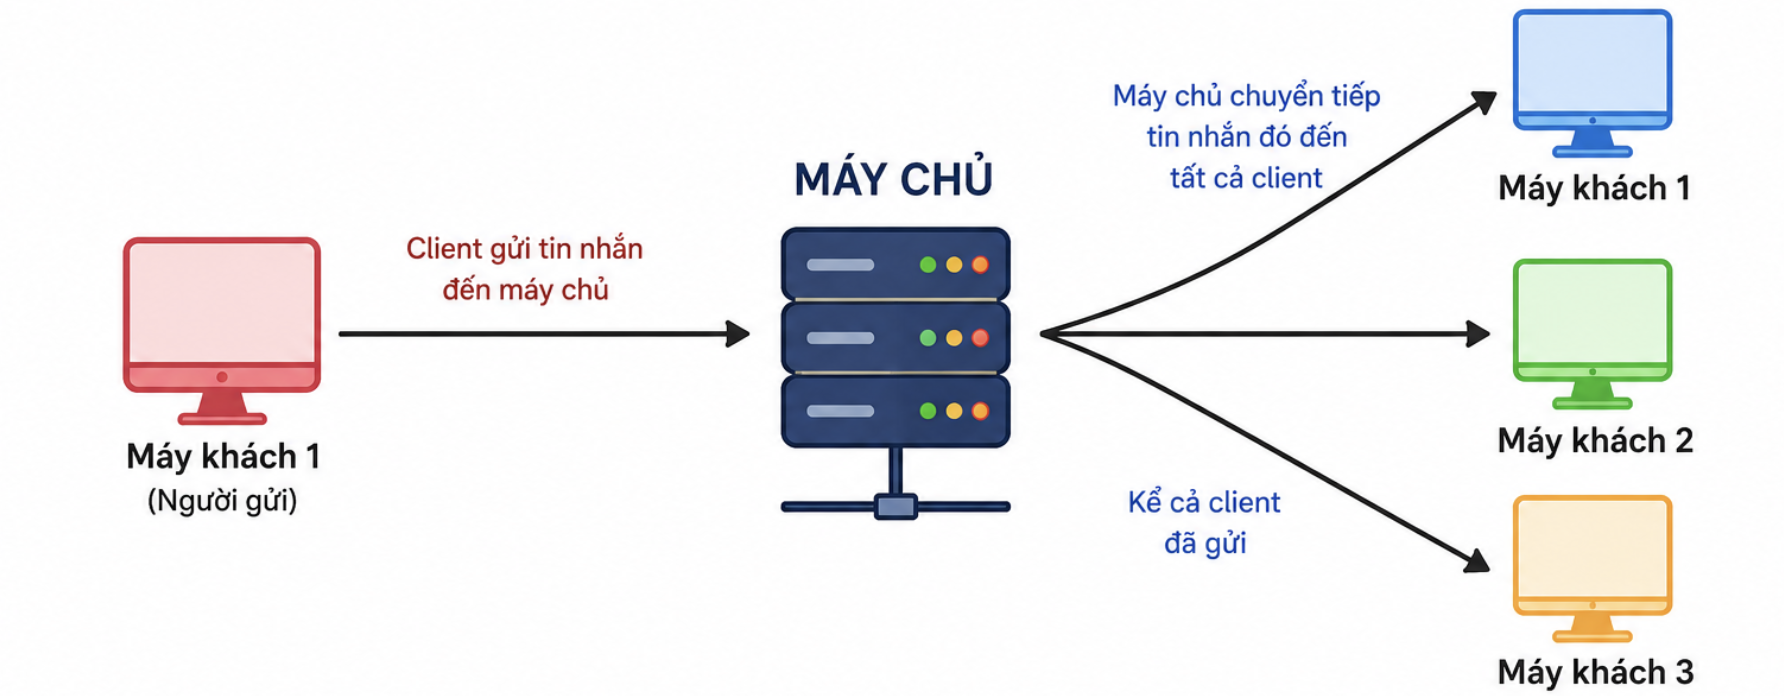 Client gửi tin nhắn
đến máy chủ
Máy khách 1
(Người gửi)
MÁY CHỦ
Máy chủ chuyển tiếp
tin nhắn đó đến
tất cả client
Kể cả client
đã gửi
Máy khách 1
Máy khách 2
Máy khách 3